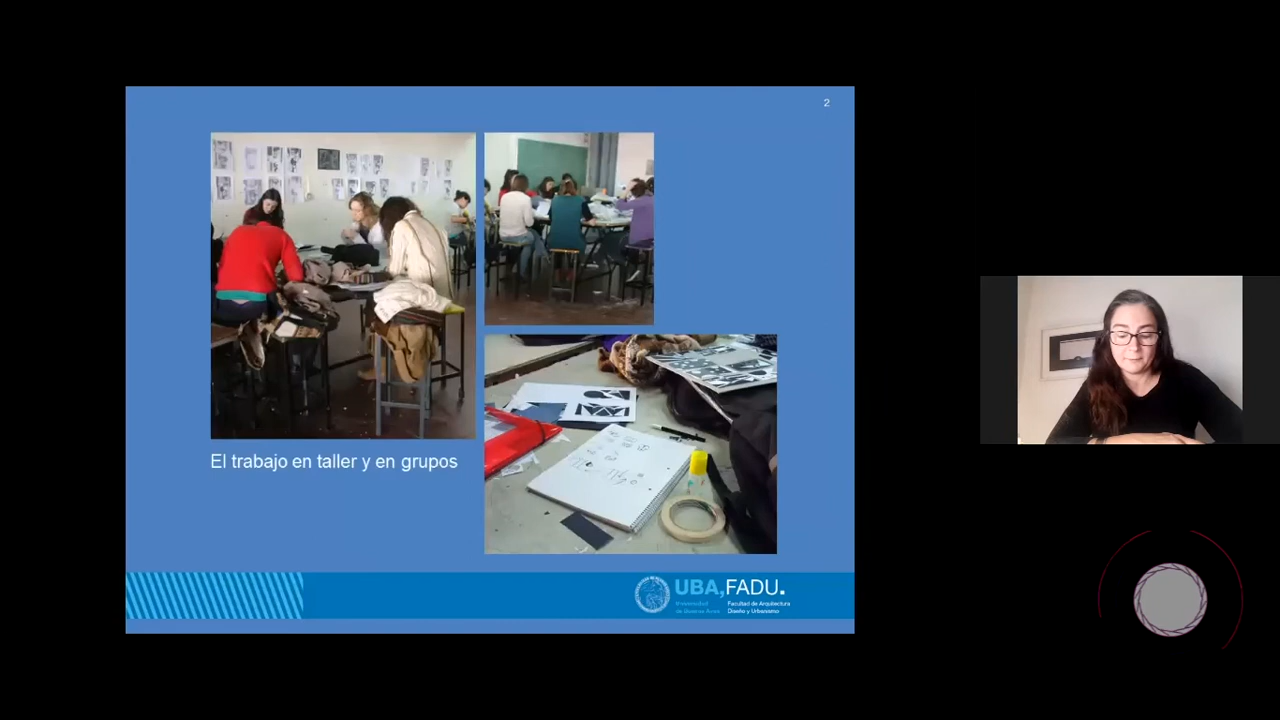 2
El trabajo en taller y en grupos
UBA,FADU.
Universidad
de Buenos Aires
Facultad de Arquitectura
Diseño y Urbanismo